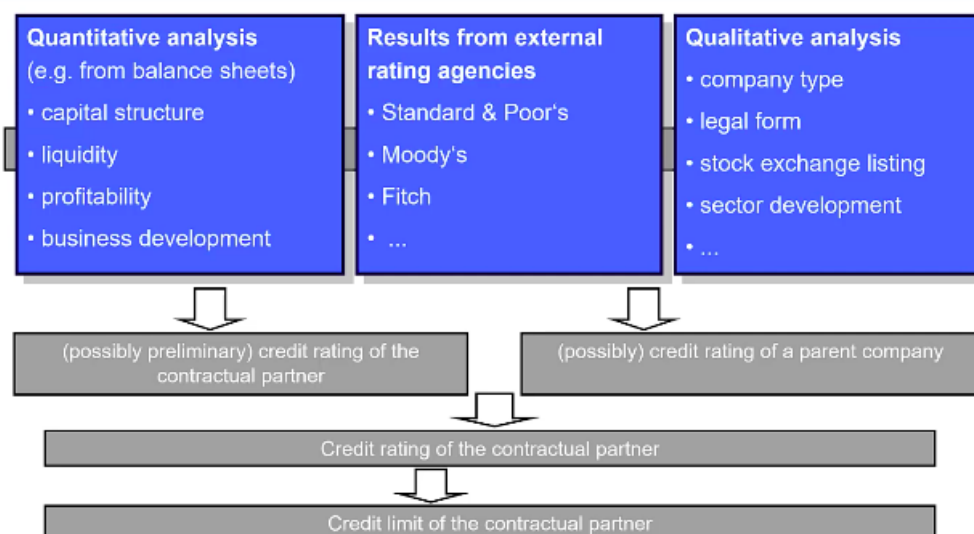 Quantitative analysis
(e.g. from balance sheets)
• capital structure
• liquidity
• profitability
• business development
Results from external
rating agencies
• Standard & Poor‘s
• Moody‘s
• Fitch
• ...
Qualitative analysis
• company type
• legal form
• stock exchange listing
• sector development
• ...
(possibly preliminary) credit rating of the
contractual partner
(possibly) credit rating of a parent company
Credit rating of the contractual partner
Credit limit of the contractual partner